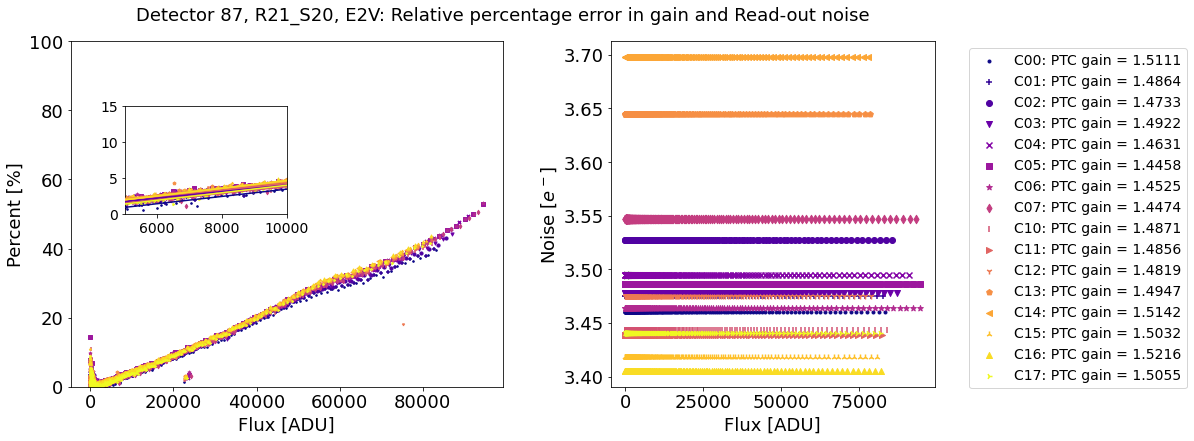 Detector 87, R21_S20, E2V: Relative percentage error in gain and Read-out noise
Percent [%]
100
80
60
40
20
0
15
10
5
0
6000 8000 10000
0 20000 40000 60000 80000
Flux [ADU]
Noise [e⁻]
3.70
3.65
3.60
3.55
3.50
3.45
3.40
0 25000 50000 75000
Flux [ADU]
C00: PTC gain = 1.5111
C01: PTC gain = 1.4864
C02: PTC gain = 1.4733
C03: PTC gain = 1.4922
C04: PTC gain = 1.4631
C05: PTC gain = 1.4458
C06: PTC gain = 1.4525
C07: PTC gain = 1.4474
C10: PTC gain = 1.4871
C11: PTC gain = 1.4856
C12: PTC gain = 1.4819
C13: PTC gain = 1.4947
C14: PTC gain = 1.5142
C15: PTC gain = 1.5032
C16: PTC gain = 1.5216
C17: PTC gain = 1.5055